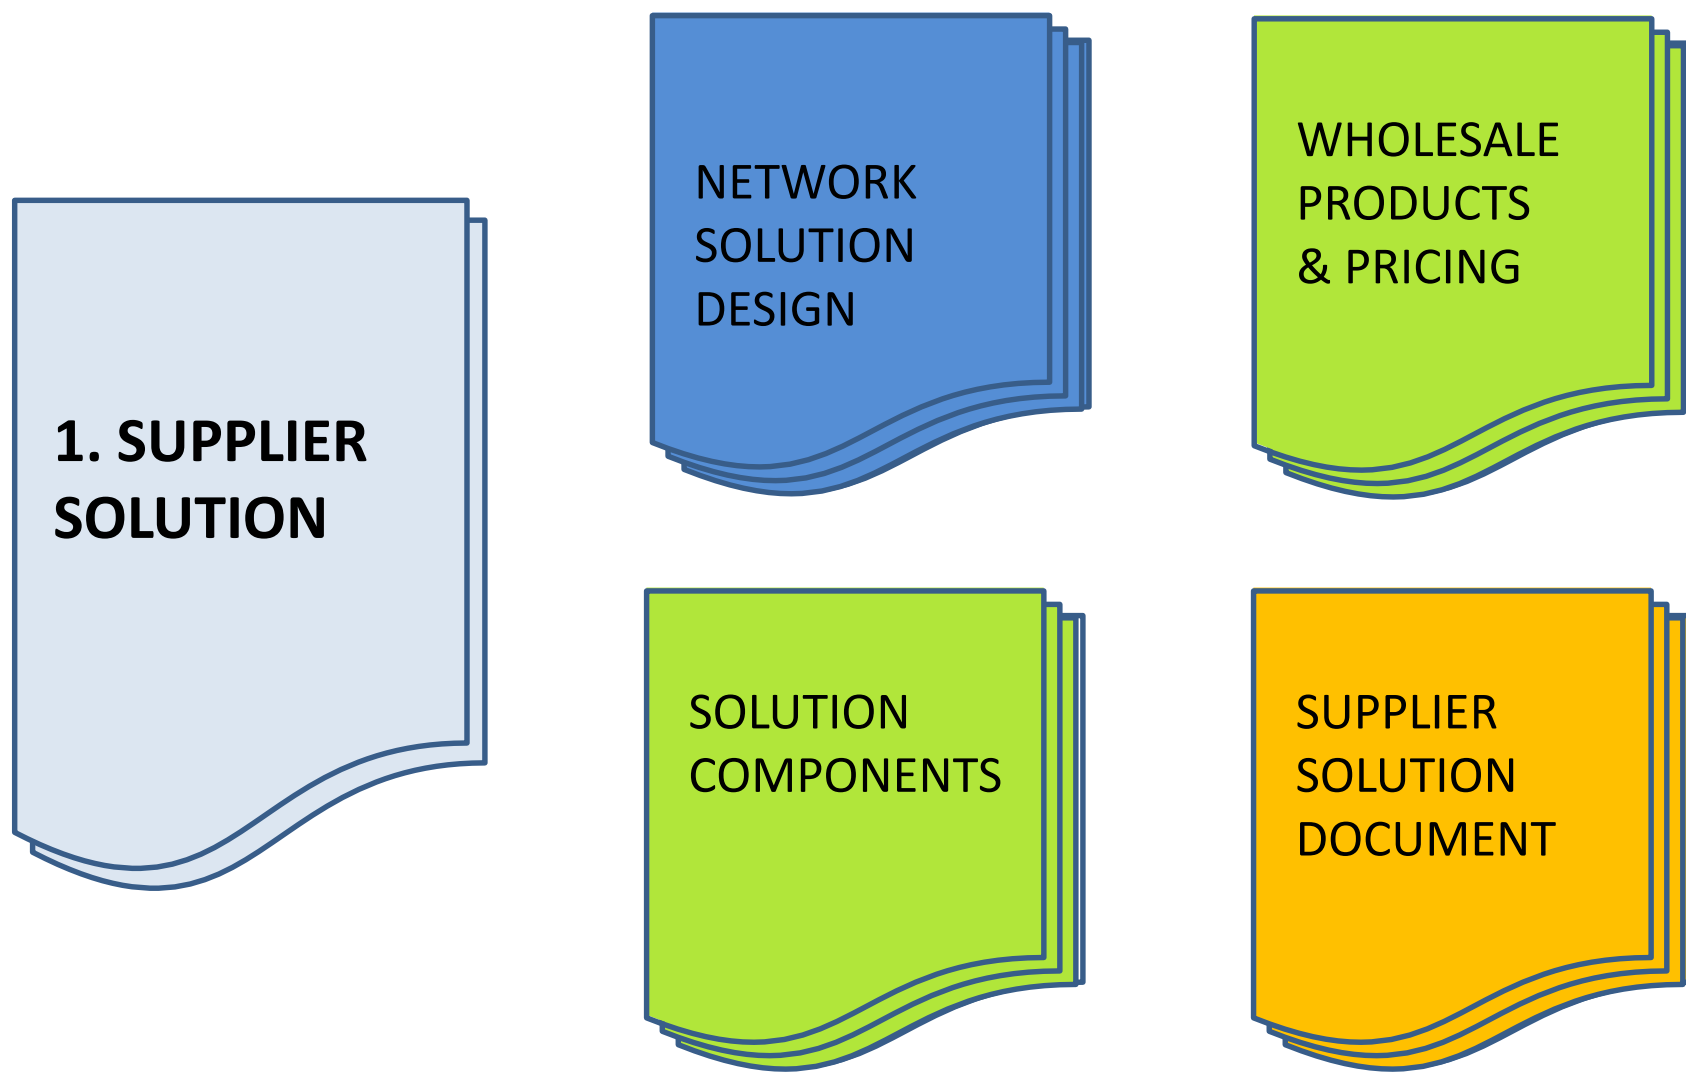 1. SUPPLIER
SOLUTION
NETWORK
SOLUTION
DESIGN
WHOLESALE
PRODUCTS
& PRICING
SOLUTION
COMPONENTS
SUPPLIER
SOLUTION
DOCUMENT